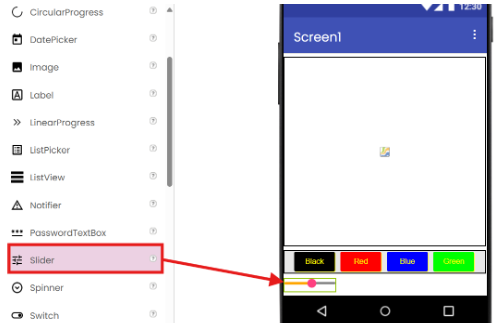 CircularProgress
DatePicker
Image
Label
LinearProgress
ListPicker
ListView
Notifier
PasswordTextBox
Slider
Spinner
Switch
12:30
Screen1
Black Red Blue Green